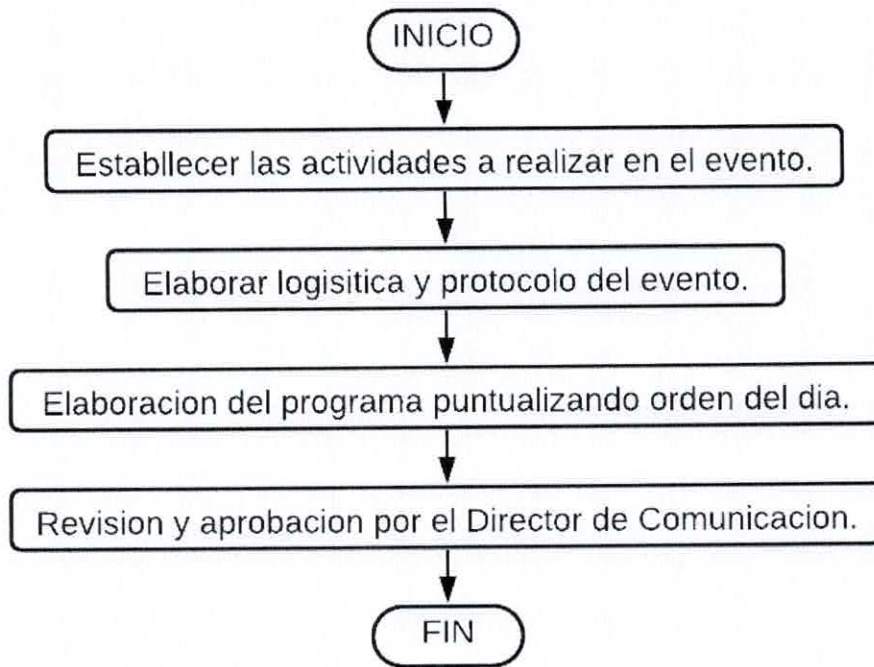 INICIO
Establlecer las actividades a realizar en el evento.
Elaborar logisitica y protocolo del evento.
Elaboracion del programa puntualizando orden del dia.
Revision y aprobacion por el Director de Comunicacion.
FIN